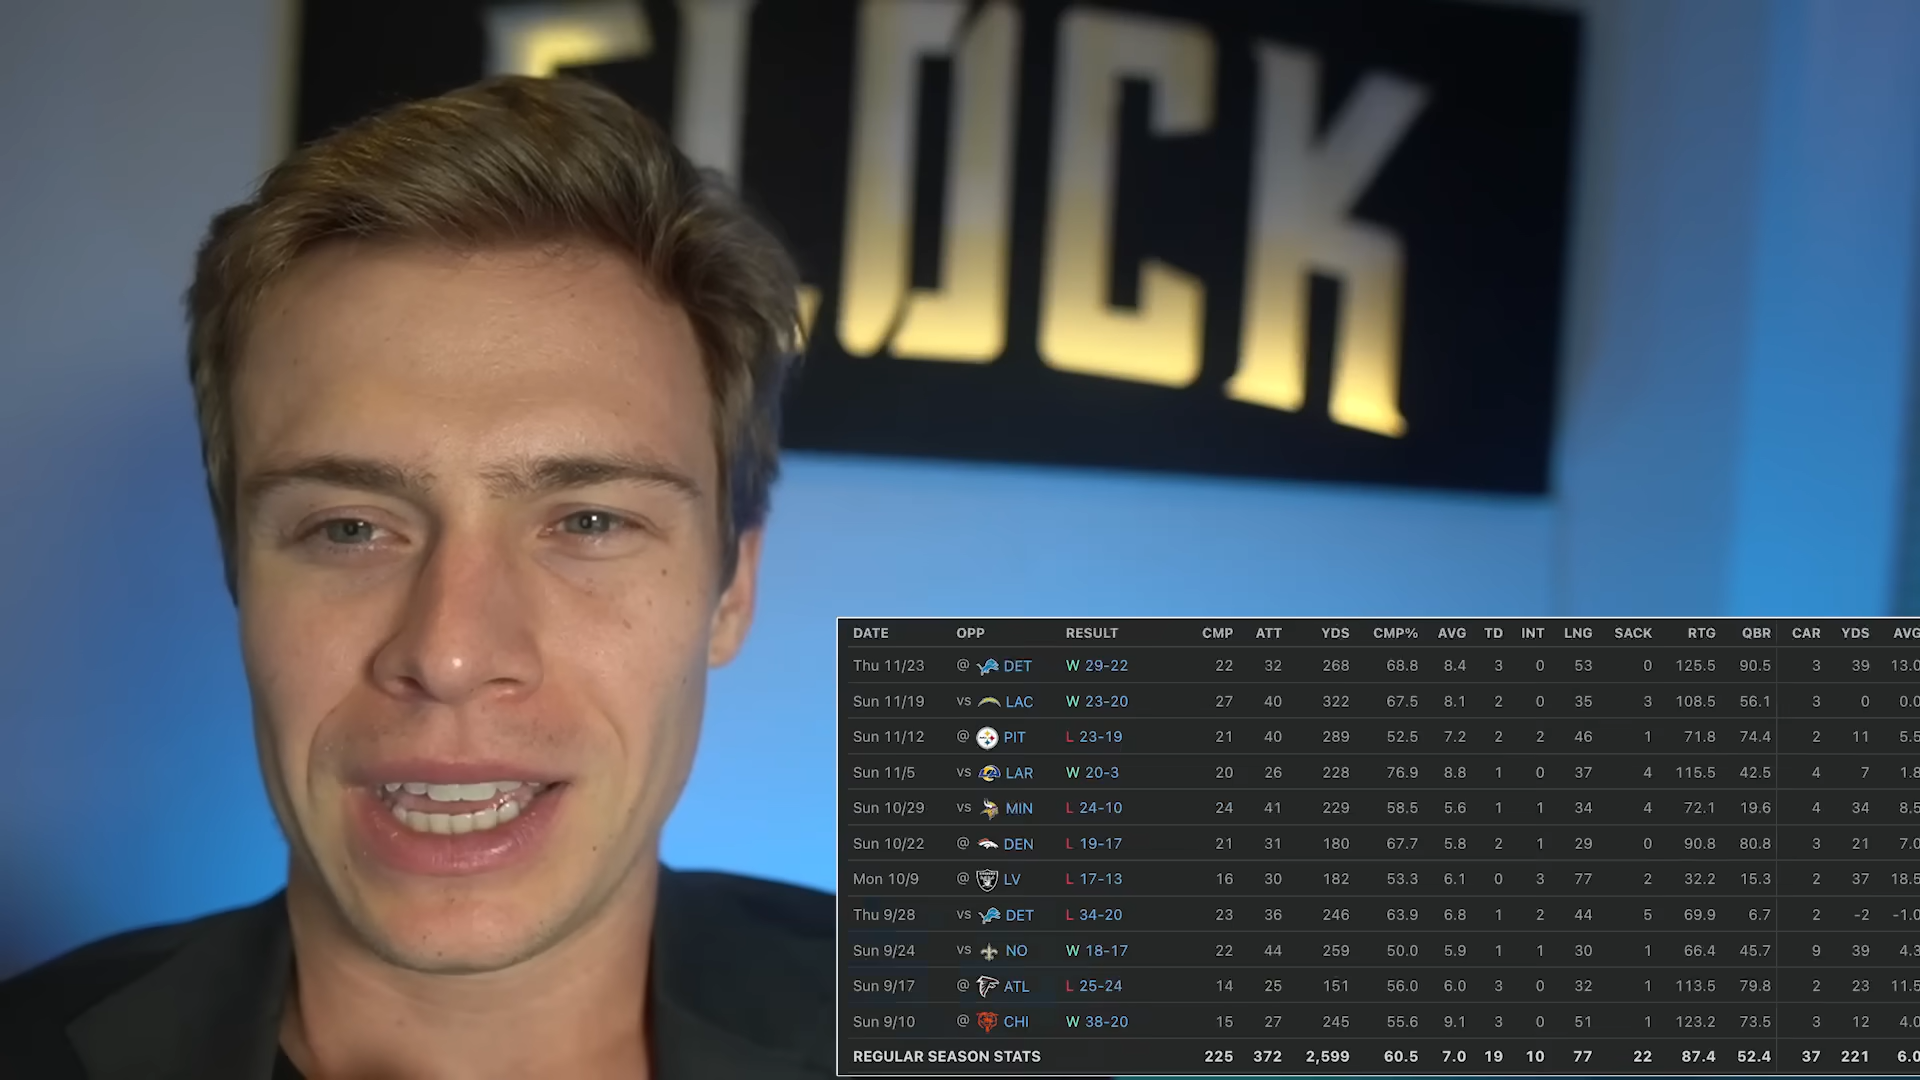 FLOCK
DATE OPP RESULT CMP ATT YDS CMP% AVG TD INT LNG SACK RTG QBR CAR YDS AVG
Thu 11/23 @ DET W 29-22 22 32 268 68.8 8.4 3 0 53 0 125.5 90.5 3 39 13.0
Sun 11/19 vs LAC W 23-20 27 40 322 67.5 8.1 2 0 35 3 108.5 56.1 3 0 0.0
Sun 11/12 @ PIT L 23-19 21 40 289 52.5 7.2 2 2 46 1 71.8 74.4 2 11 5.5
Sun 11/5 vs LAR W 20-3 20 26 228 76.9 8.8 1 0 37 4 115.5 42.5 4 7 1.8
Sun 10/29 vs MIN L 24-10 24 41 229 58.5 5.6 1 1 34 4 72.1 19.6 4 34 8.5
Sun 10/22 @ DEN L 19-17 21 31 180 67.7 5.8 2 1 29 0 90.8 80.8 3 21 7.0
Mon 10/9 @ LV L 17-13 16 30 182 53.3 6.1 0 3 77 2 32.2 15.3 2 37 18.5
Thu 9/28 vs DET L 34-20 23 36 246 63.9 6.8 1 2 44 5 69.9 6.7 2 -2 -1.0
Sun 9/24 vs NO W 18-17 22 44 259 50.0 5.9 1 1 30 1 66.4 45.7 9 39 4.3
Sun 9/17 @ ATL L 25-24 14 25 151 56.0 6.0 3 0 32 1 113.5 79.8 2 23 11.5
Sun 9/10 @ CHI W 38-20 15 27 245 55.6 9.1 3 0 51 1 123.2 73.5 3 12 4.0
REGULAR SEASON STATS 225 372 2,599 60.5 7.0 19 10 77 22 87.4 52.4 37 221 6.0